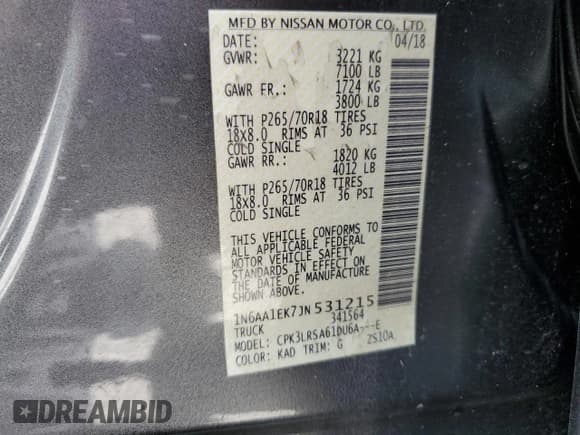 MFD BY NISSAN MOTOR CO., LTD.
DATE: 04/18
GVWR: 3221 KG
7100 LB
GAWR FR.: 1724 KG
3800 LB
WITH P265/70R18 TIRES
18X8.0 RIMS AT 36 PSI
COLD SINGLE
GAWR RR.: 1820 KG
4012 LB
WITH P265/70R18 TIRES
18X8.0 RIMS AT 36 PSI
COLD SINGLE
THIS VEHICLE CONFORMS TO
ALL APPLICABLE FEDERAL
MOTOR VEHICLE SAFETY
STANDARDS IN EFFECT ON
THE DATE OF MANUFACTURE
SHOWN ABOVE.
1N6AA1EK7JN531215
TRUCK 341564
MODEL: CPK3LRSA61DU6A---E
COLOR: KAD TRIM: G ZS10A
DREAMBID